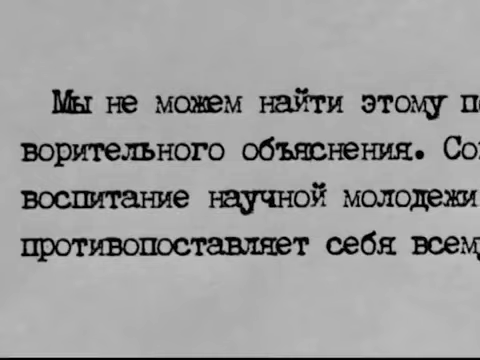 Мы не можем найти этому
ворительного объяснения.
воспитание научной молодежи
противопоставляет себя